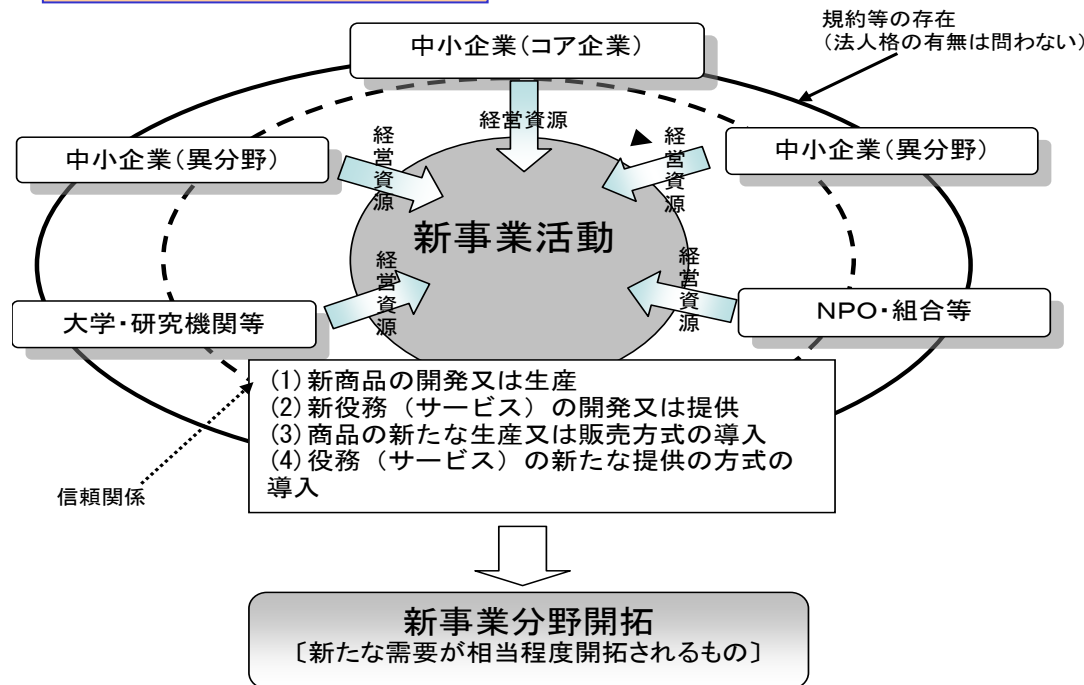 規約等の存在
（法人格の有無は問わない）
中小企業（コア企業）
経営資源
中小企業（異分野）
経営資源
経営資源
中小企業（異分野）
新事業活動
大学・研究機関等
経営資源
経営資源
NPO・組合等
(1)新商品の開発又は生産
(2)新役務（サービス）の開発又は提供
(3)商品の新たな生産又は販売方式の導入
(4)役務（サービス）の新たな提供の方式の
導入
信頼関係
新事業分野開拓
〔新たな需要が相当程度開拓されるもの〕